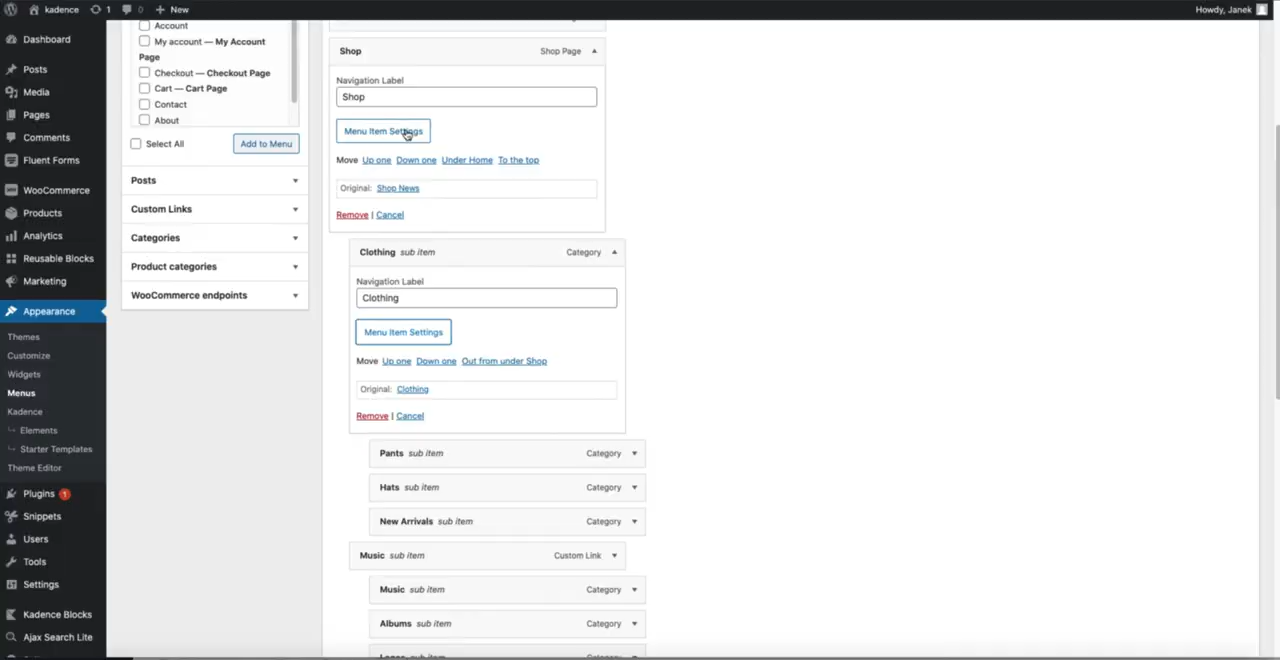 kadence 1 0 New
Howdy, Janek
Dashboard
Posts
Media
Pages
Comments
Fluent Forms
WooCommerce
Products
Analytics
Reusable Blocks
Marketing
Appearance
Themes
Customize
Widgets
Menus
Kadence
Elements
Starter Templates
Theme Editor
Plugins 1
Snippets
Users
Tools
Settings
Kadence Blocks
Ajax Search Lite
Account
My account — My Account
Page
Checkout — Checkout Page
Cart — Cart Page
Contact
About
Select All
Add to Menu
Posts
Custom Links
Categories
Product categories
WooCommerce endpoints
Shop Shop Page
Navigation Label
Shop
Menu Item Settings
Move Up one Down one Under Home To the top
Original: Shop News
Remove | Cancel
Clothing sub item Category
Navigation Label
Clothing
Menu Item Settings
Move Up one Down one Out from under Shop
Original: Clothing
Remove | Cancel
Pants sub item Category
Hats sub item Category
New Arrivals sub item Category
Music sub item Custom Link
Music sub item Category
Albums sub item Category